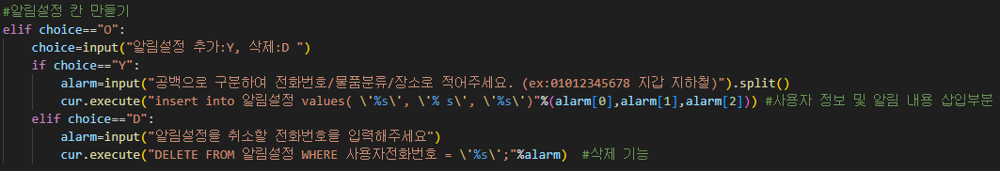 #알림설정 칸 만들기
elif choice=="O":
    choice=input("알림설정 추가:Y, 삭제:D ")
    if choice=="Y":
        alarm=input("공백으로 구분하여 전화번호/물품분류/장소로 적어주세요. (ex:01012345678 지갑 지하철)").split()
        cur.execute("insert into 알림설정 values( \'%s\', \'% s\', \'%s\')"%(alarm[0],alarm[1],alarm[2])) #사용자 정보 및 알림 내용 삽입부분
    elif choice=="D":
        alarm=input("알림설정을 취소할 전화번호을 입력해주세요")
        cur.execute("DELETE FROM 알림설정 WHERE 사용자전화번호 = \'%s\';"%alarm)  #삭제 기능